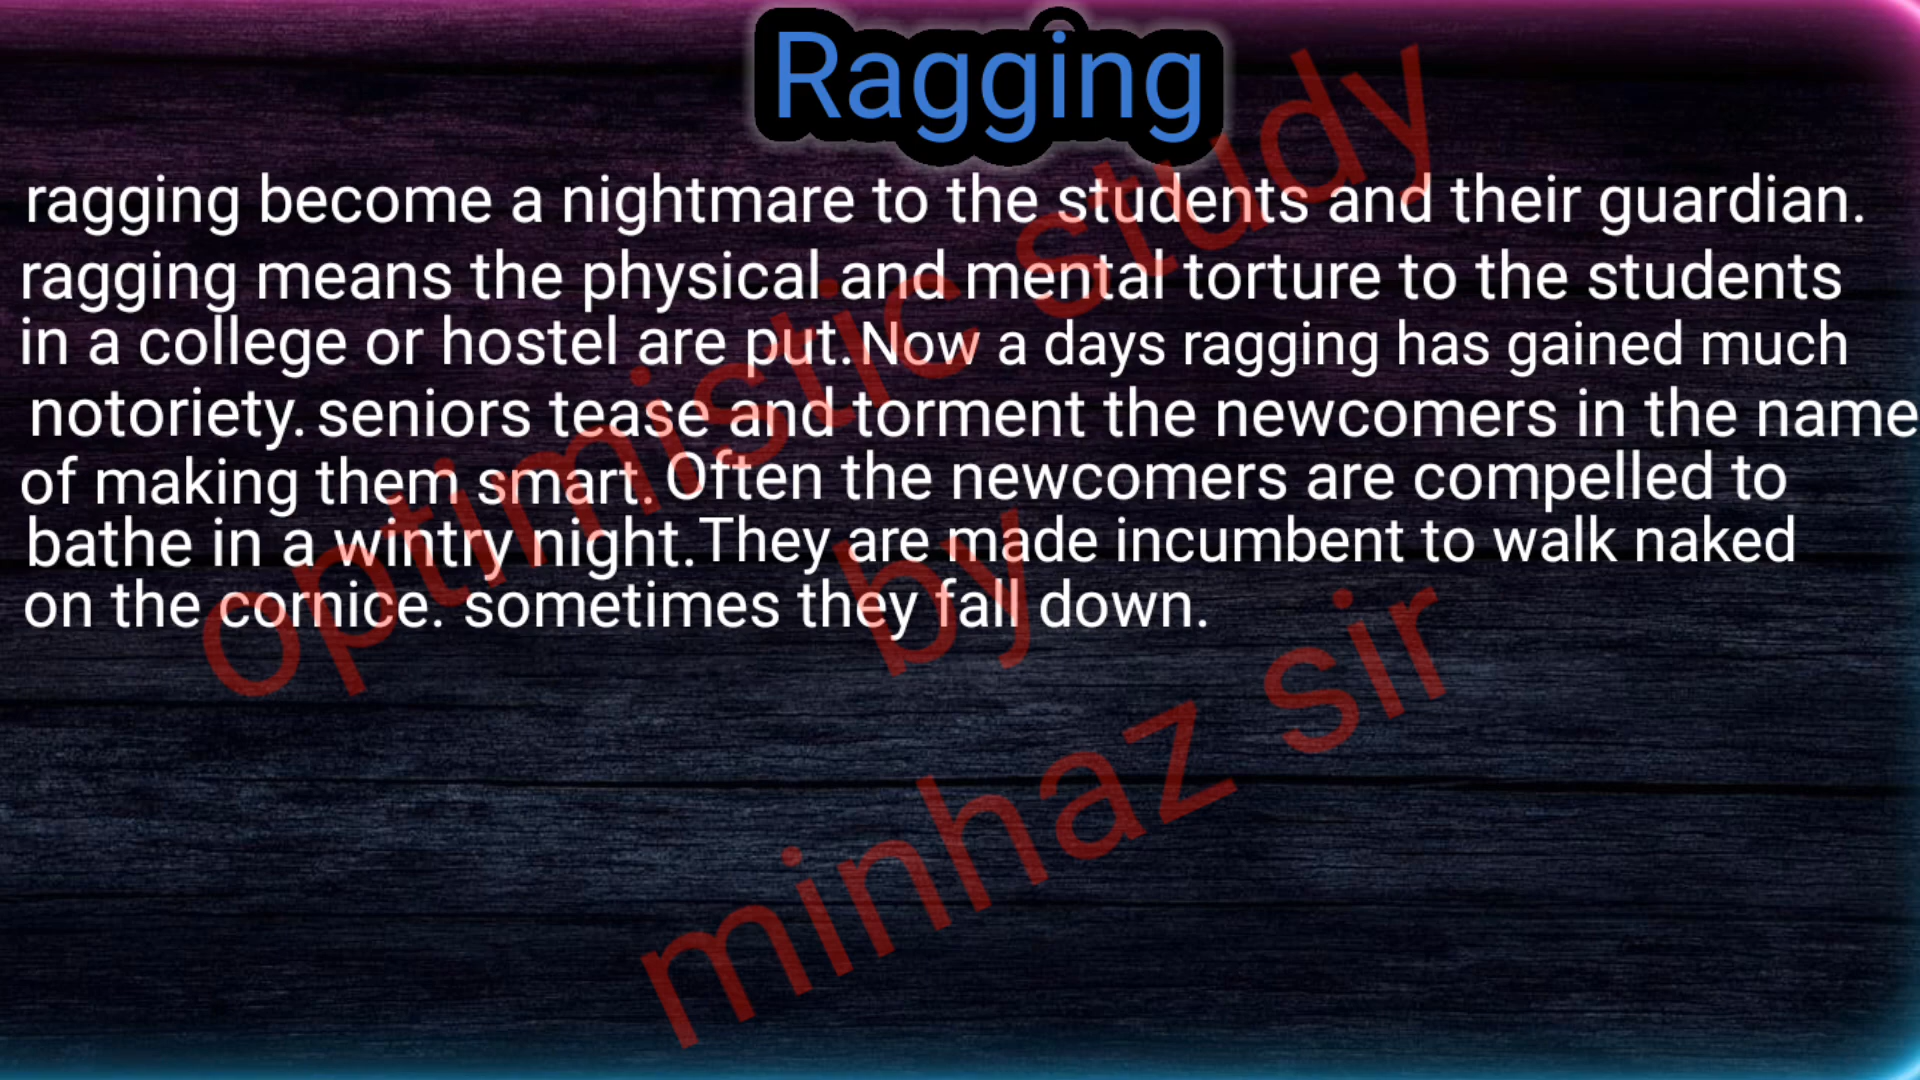 Ragging
ragging become a nightmare to the students and their guardian.
ragging means the physical and mental torture to the students
in a college or hostel are put. Now a days ragging has gained much
notoriety. seniors tease and torment the newcomers in the name
of making them smart. Often the newcomers are compelled to
bathe in a wintry night. They are made incumbent to walk naked
on the cornice. sometimes they fall down.
optimistic study
by
minhaz sir